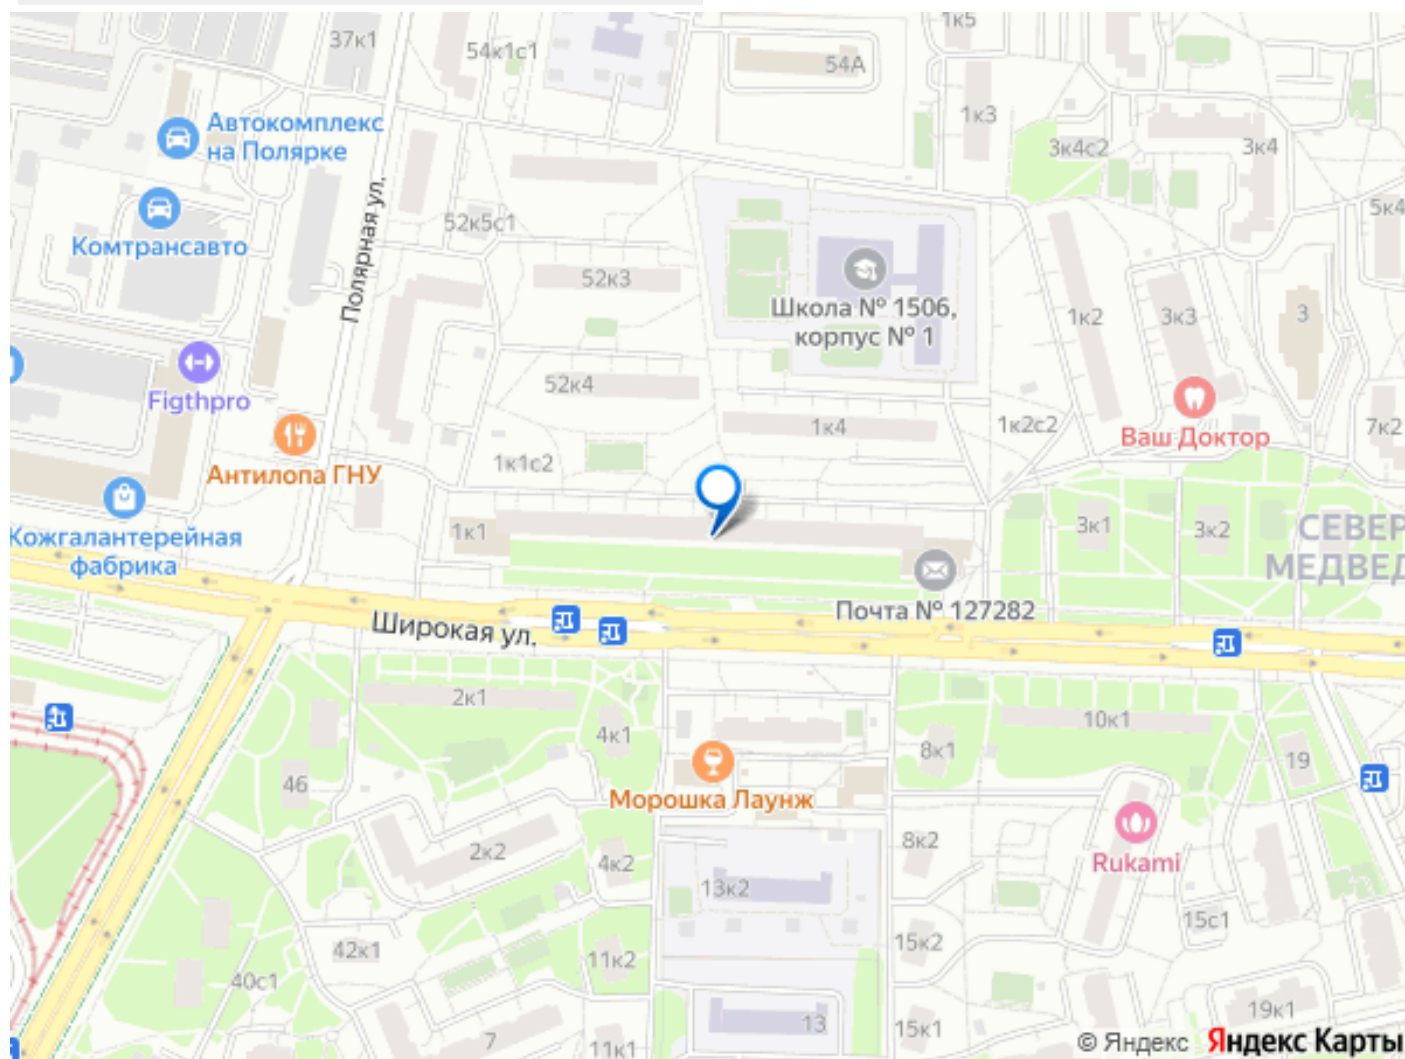 37к1
54к1с1
54А
1к5
1к3
3к4с2
3к4
Автокомплекс
на Полярке
Комтрансавто
Полярная ул.
52к5с1
52к3
Школа № 1506,
корпус № 1
1к2
3к3
3
5к4
Figthpro
52к4
1к4
1к2с2
Ваш Доктор
7к2
Антилопа ГНУ
1к1с2
1к1
3к1
3к2
СЕВЕР
МЕДВЕД
Кожгалантерейная
фабрика
Почта № 127282
Широкая ул.
2к1
4к1
8к1
10к1
19
46
Морошка Лаунж
2к2
4к2
8к2
Rukami
13к2
15с1
42к1
40с1
11к2
15к2
7
11к1
13
15к1
19к1
© Яндекс Яндекс Карты